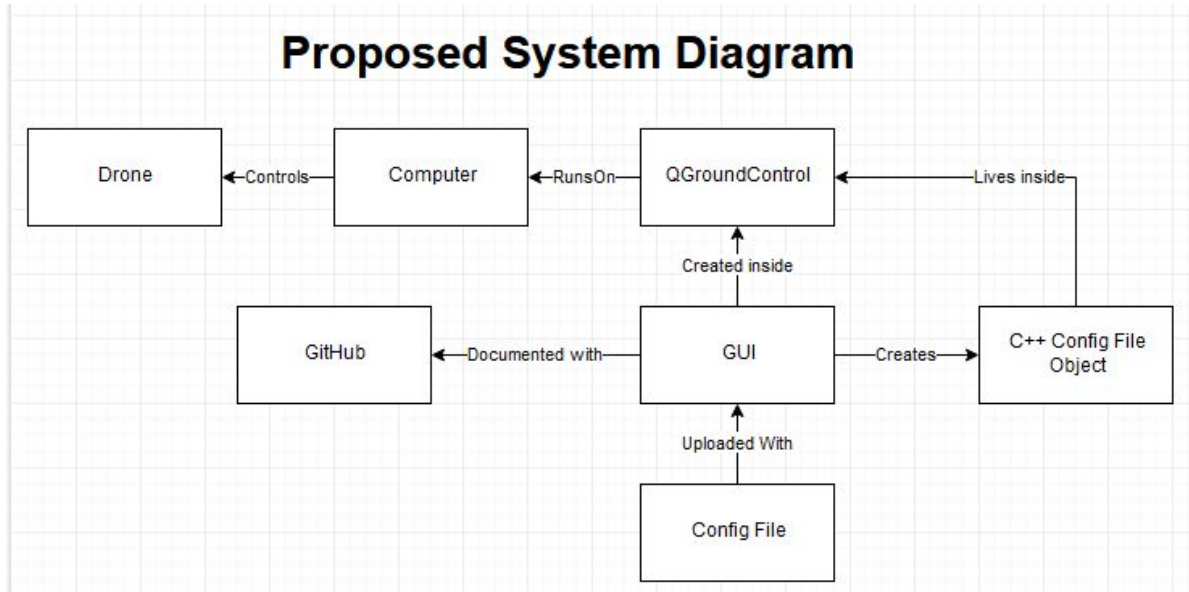 Proposed System Diagram
Drone
Controls
Computer
RunsOn
QGroundControl
Lives inside
Created inside
GitHub
Documented with
GUI
Creates
C++ Config File
Object
Uploaded With
Config File